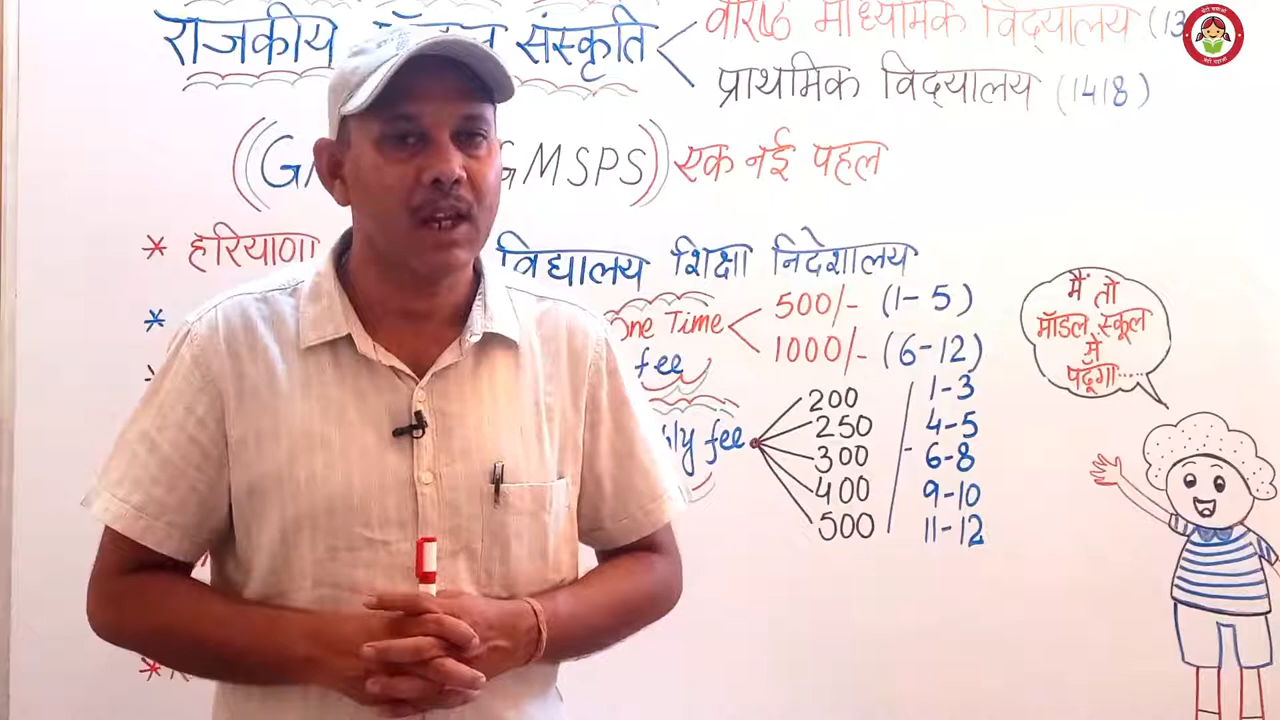 राजकीय संस्कृति
माध्यमिक विद्यालय (13
प्राथमिक विद्यालय (1418)
GMSPS एक नई पहल
* हरियाणा विद्यालय शिक्षा निदेशालय
*
One Time fee
500/- (1-5)
1000/- (6-12)
fee
200 1-3
250 4-5
300 6-8
400 9-10
500 11-12
मैं तो
मॉडल स्कूल
में
पढूंगा....